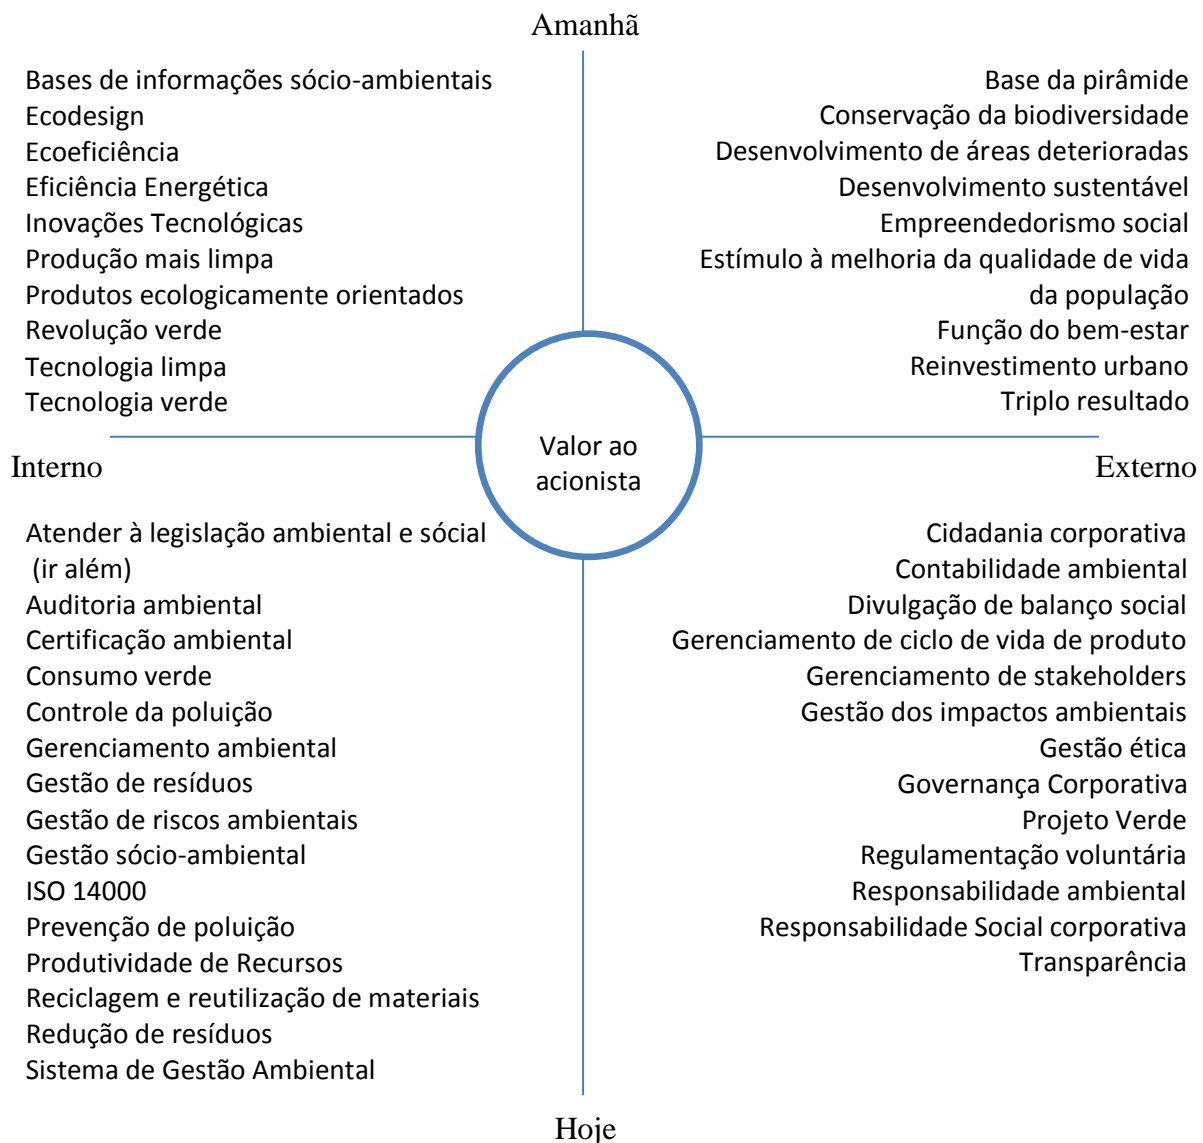 Amanhã
Bases de informações sócio-ambientais
Ecodesign
Ecoeficiência
Eficiência Energética
Inovações Tecnológicas
Produção mais limpa
Produtos ecologicamente orientados
Revolução verde
Tecnologia limpa
Tecnologia verde
Base da pirâmide
Conservação da biodiversidade
Desenvolvimento de áreas deterioradas
Desenvolvimento sustentável
Empreendedorismo social
Estímulo à melhoria da qualidade de vida
da população
Função do bem-estar
Reinvestimento urbano
Triplo resultado
Interno
Valor ao
acionista
Externo
Atender à legislação ambiental e sócial
(ir além)
Auditoria ambiental
Certificação ambiental
Consumo verde
Controle da poluição
Gerenciamento ambiental
Gestão de resíduos
Gestão de riscos ambientais
Gestão sócio-ambiental
ISO 14000
Prevenção de poluição
Produtividade de Recursos
Reciclagem e reutilização de materiais
Redução de resíduos
Sistema de Gestão Ambiental
Cidadania corporativa
Contabilidade ambiental
Divulgação de balanço social
Gerenciamento de ciclo de vida de produto
Gerenciamento de stakeholders
Gestão dos impactos ambientais
Gestão ética
Governança Corporativa
Projeto Verde
Regulamentação voluntária
Responsabilidade ambiental
Responsabilidade Social corporativa
Transparência
Hoje